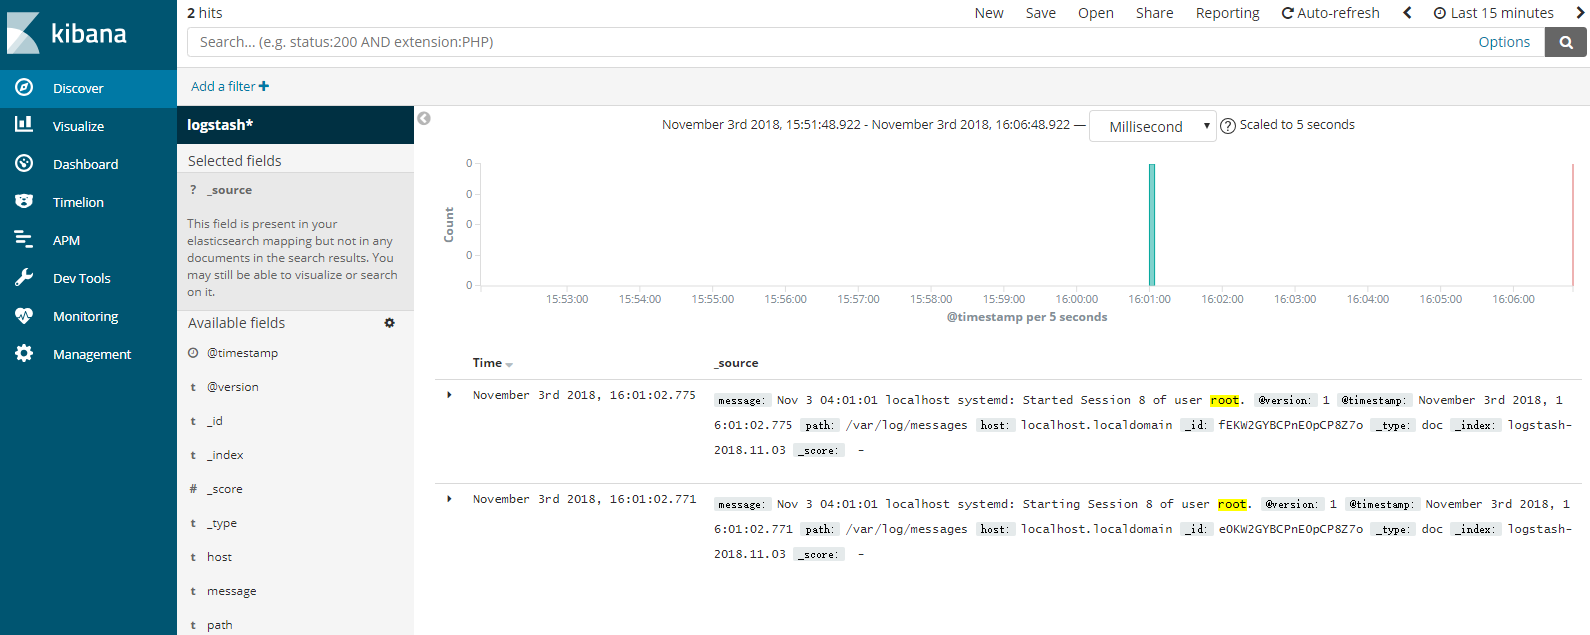 kibana
Discover
Visualize
Dashboard
Timelion
APM
Dev Tools
Monitoring
Management
2 hits
New Save Open Share Reporting Auto-refresh Last 15 minutes
Search... (e.g. status:200 AND extension:PHP) Options
Add a filter +
logstash*
Selected fields
? _source
This field is present in your
elasticsearch mapping but not in any
documents in the search results. You
may still be able to visualize or search
on it.
Available fields
@timestamp
t @version
t _id
t _index
# _score
t _type
t host
t message
t path
November 3rd 2018, 15:51:48.922 - November 3rd 2018, 16:06:48.922 — Millisecond ? Scaled to 5 seconds
Count
0
0
0
0
0
15:53:00 15:54:00 15:55:00 15:56:00 15:57:00 15:58:00 15:59:00 16:00:00 16:01:00 16:02:00 16:03:00 16:04:00 16:05:00 16:06:00
@timestamp per 5 seconds
Time _source
November 3rd 2018, 16:01:02.775 message: Nov 3 04:01:01 localhost systemd: Started Session 8 of user root. @version: 1 @timestamp: November 3rd 2018, 1
6:01:02.775 path: /var/log/messages host: localhost.localdomain _id: fEKW2GYBCPnEOpCP8Z7o _type: doc _index: logstash-
2018.11.03 _score: -
November 3rd 2018, 16:01:02.771 message: Nov 3 04:01:01 localhost systemd: Starting Session 8 of user root. @version: 1 @timestamp: November 3rd 2018, 1
6:01:02.771 path: /var/log/messages host: localhost.localdomain _id: eOKW2GYBCPnEOpCP8Z7o _type: doc _index: logstash-
2018.11.03 _score: -